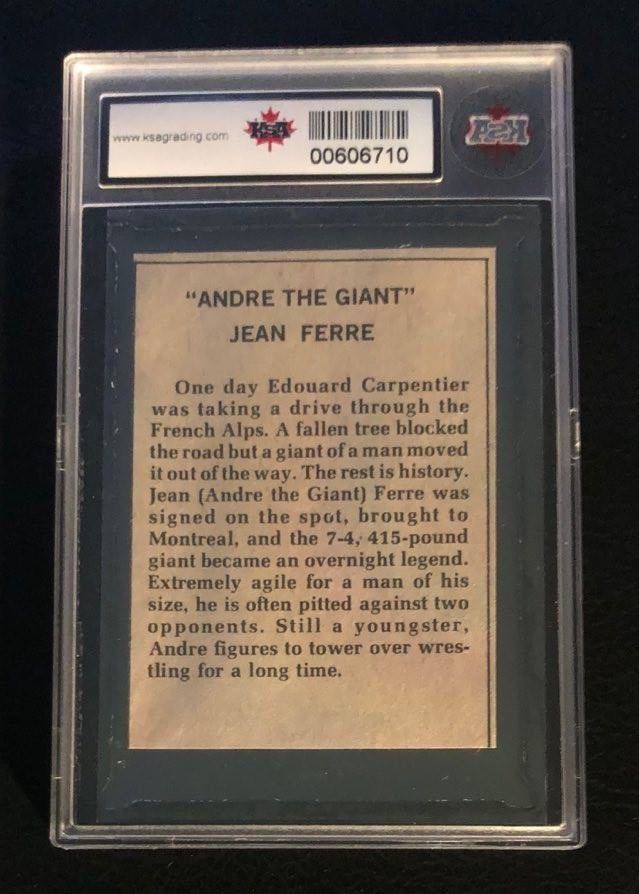 www.ksagrading.com
KSA
00606710
KSA
"ANDRE THE GIANT"
JEAN FERRE
One day Edouard Carpentier
was taking a drive through the
French Alps. A fallen tree blocked
the road but a giant of a man moved
it out of the way. The rest is history.
Jean (Andre the Giant) Ferre was
signed on the spot, brought to
Montreal, and the 7-4, 415-pound
giant became an overnight legend.
Extremely agile for a man of his
size, he is often pitted against two
opponents. Still a youngster,
Andre figures to tower over wres-
tling for a long time.